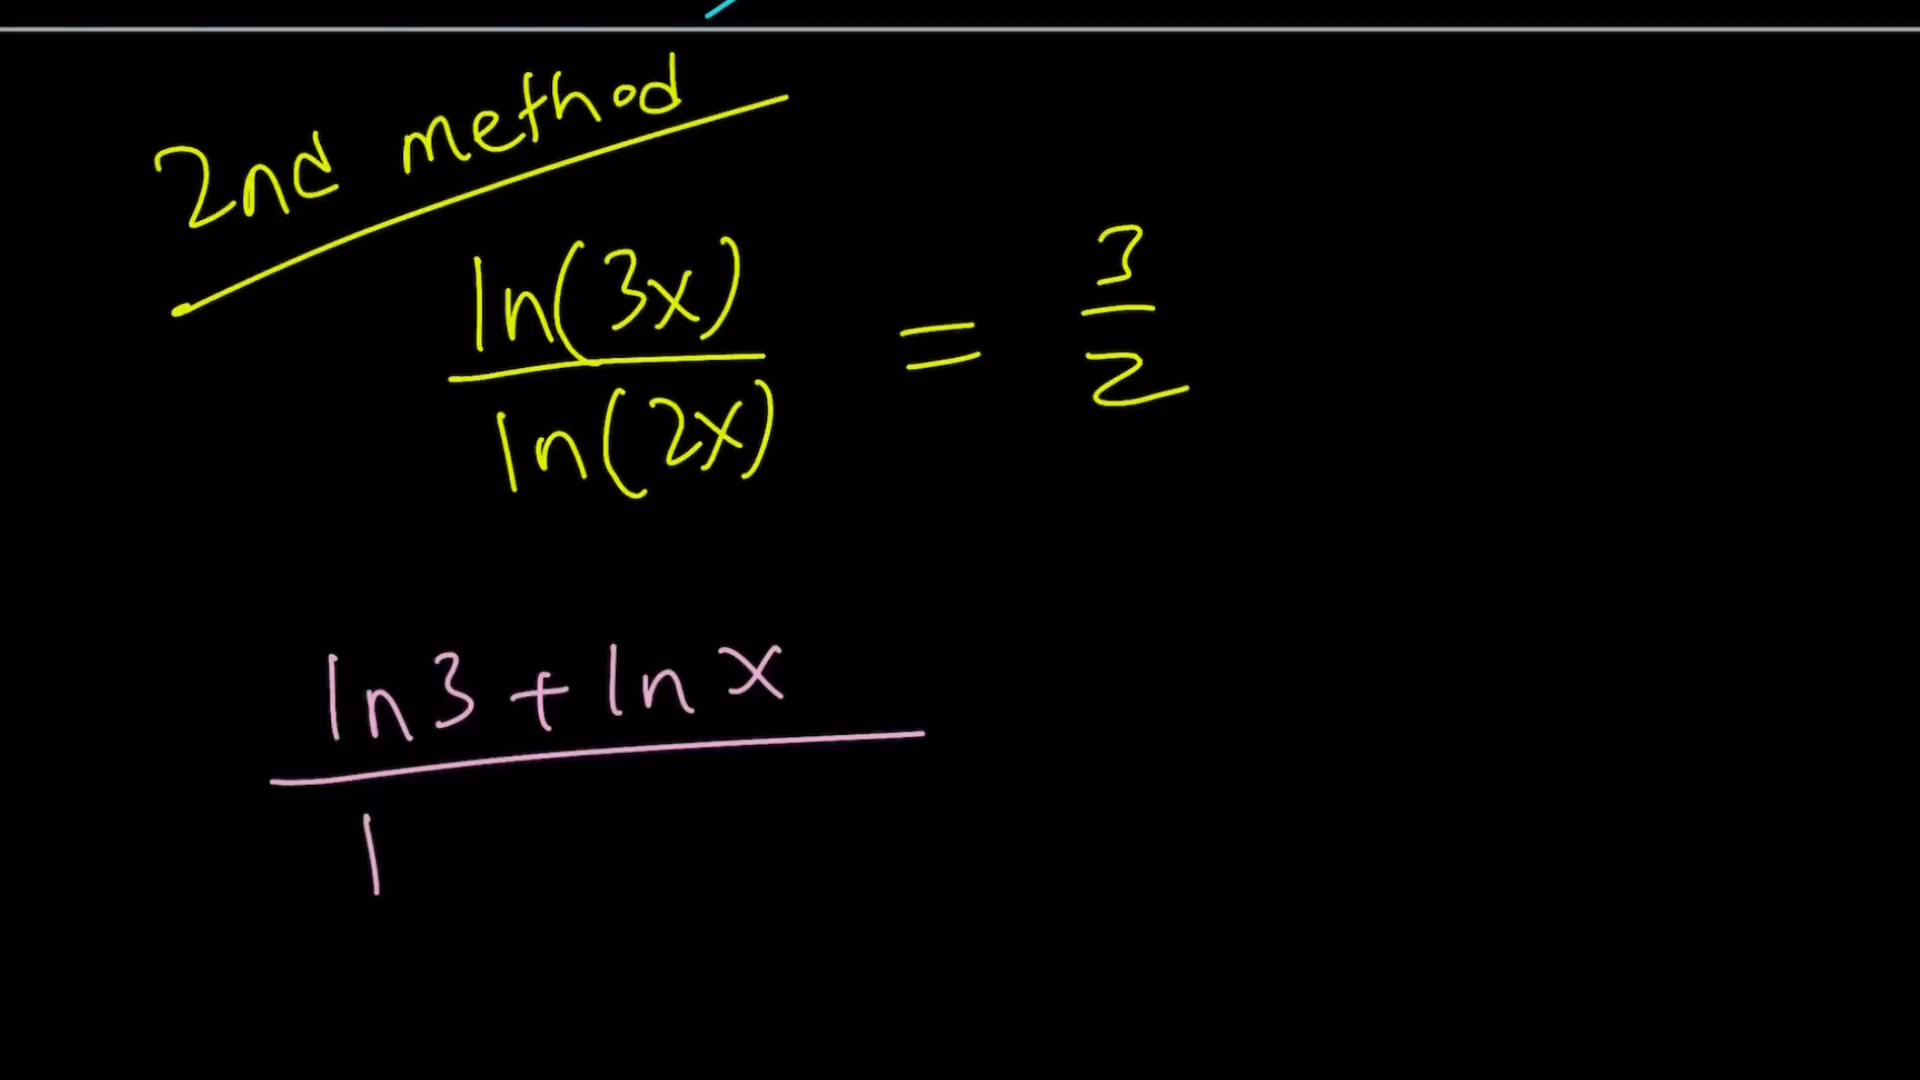 2nd method
ln(3x)
ln(2x)
=
3
2
ln3 + ln x
l